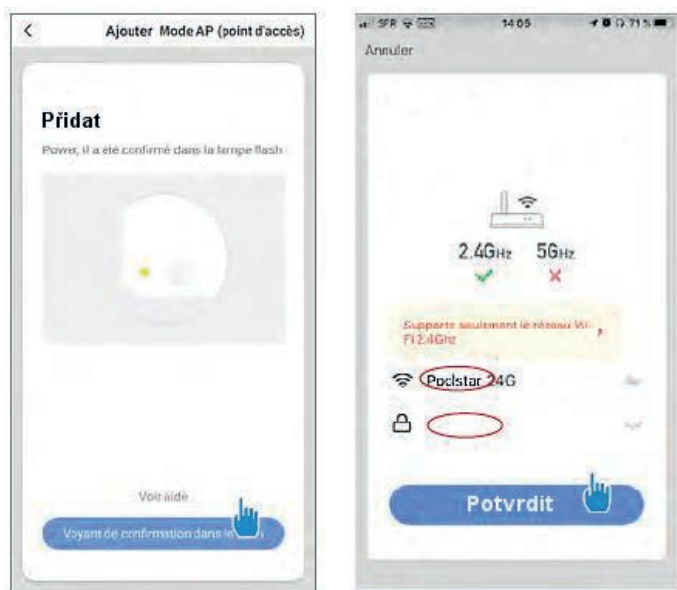 Ajouter Mode AP (point d'accès)
Přidat
Power, il a été confirmé dans la lampe flash
Voir aide
Voyant de confirmation dans
SFR 14:05 71 %
Annuler
2.4GHz 5GHz
Supporte seulement le réseau Wi-
Fi 2.4Ghz
Poolstar 24G
Potvrdit